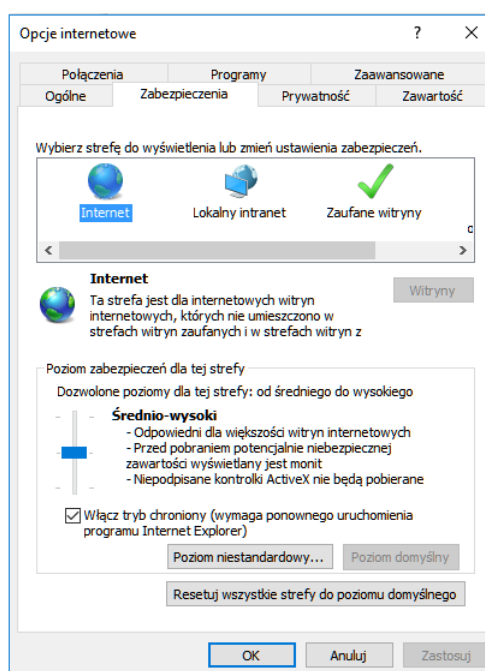 Opcje internetowe
?
Połączenia Programy Zaawansowane
Ogólne Zabezpieczenia Prywatność Zawartość
Wybierz strefę do wyświetlenia lub zmień ustawienia zabezpieczeń.
Internet Lokalny intranet Zaufane witryny
Internet
Witryny
Ta strefa jest dla internetowych witryn
internetowych, których nie umieszczono w
strefach witryn zaufanych i w strefach witryn z
Poziom zabezpieczeń dla tej strefy
Dozwolone poziomy dla tej strefy: od średniego do wysokiego
Średnio-wysoki
- Odpowiedni dla większości witryn internetowych
- Przed pobraniem potencjalnie niebezpiecznej
zawartości wyświetlany jest monit
- Niepodpisane kontrolki ActiveX nie będą pobierane
Włącz tryb chroniony (wymaga ponownego uruchomienia
programu Internet Explorer)
Poziom niestandardowy... Poziom domyślny
Resetuj wszystkie strefy do poziomu domyślnego
OK Anuluj Zastosuj